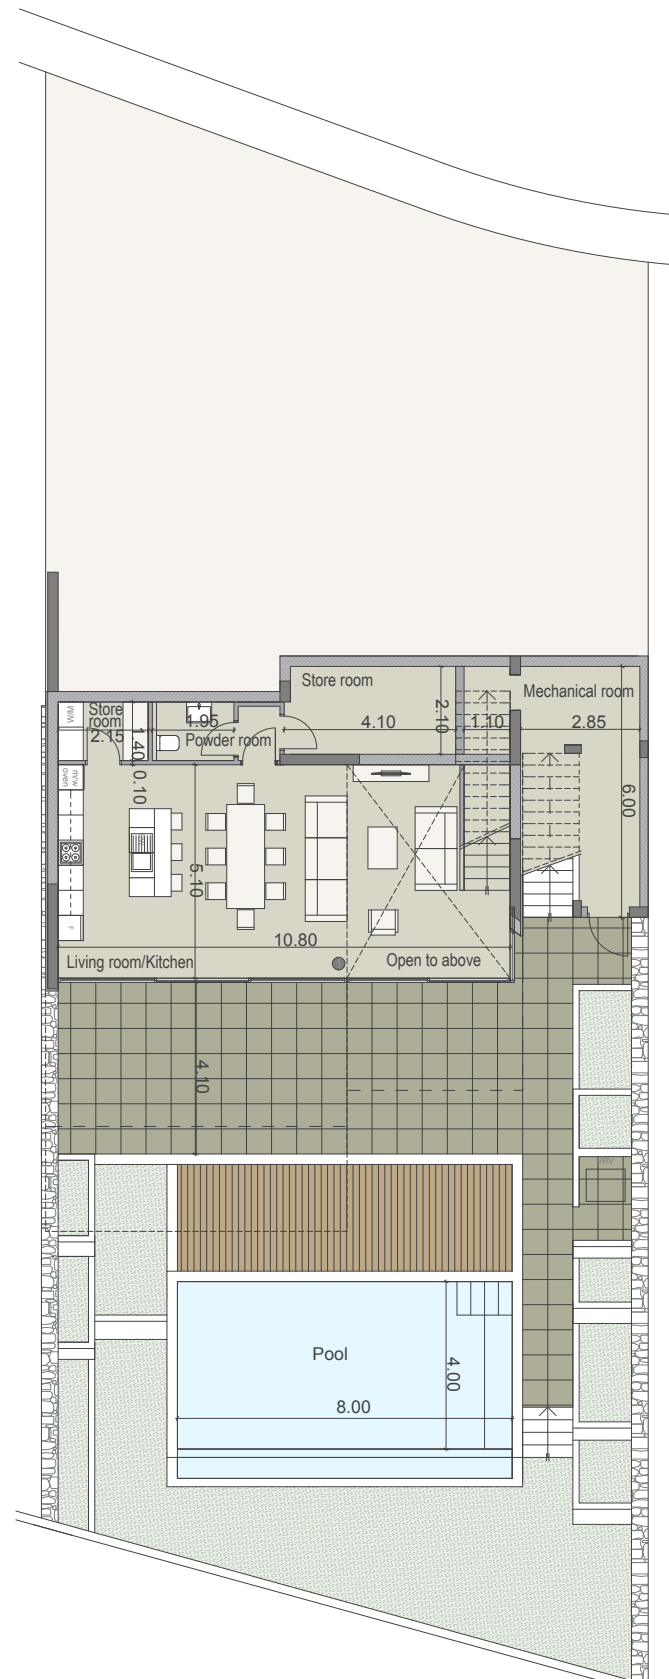 Store room
Mechanical room
Store
room
2.15
W/M
1.95
Powder room
1.40
0.10
4.10
2.10
1.10
2.85
6.00
oven
m/w
5.10
F
10.80
Living room/Kitchen
Open to above
4.10
VRV
Pool
4.00
8.00